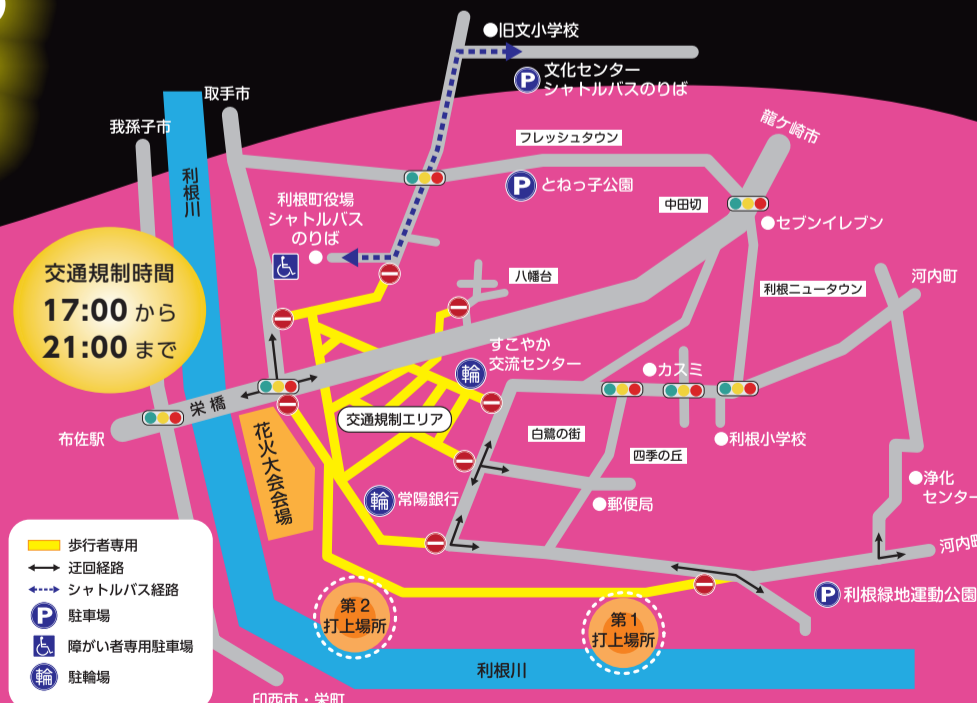 旧文小学校
文化センター
シャトルバスのりば
取手市
我孫子市
龍ケ崎市
フレッシュタウン
利根川
とねっ子公園
利根町役場
シャトルバス
のりば
中田切
セブンイレブン
交通規制時間
17:00 から
21:00 まで
八幡台
利根ニュータウン
河内町
すこやか
交流センター
輪
カスミ
栄橋
布佐駅
交通規制エリア
白鷺の街
利根小学校
花火大会会場
四季の丘
輪
常陽銀行
郵便局
浄化
センター
河内町
歩行者専用
迂回経路
シャトルバス経路
P
駐車場
障がい者専用駐車場
輪
駐輪場
第2
打上場所
第1
打上場所
P
利根緑地運動公園
利根川
印西市・栄町
P
P